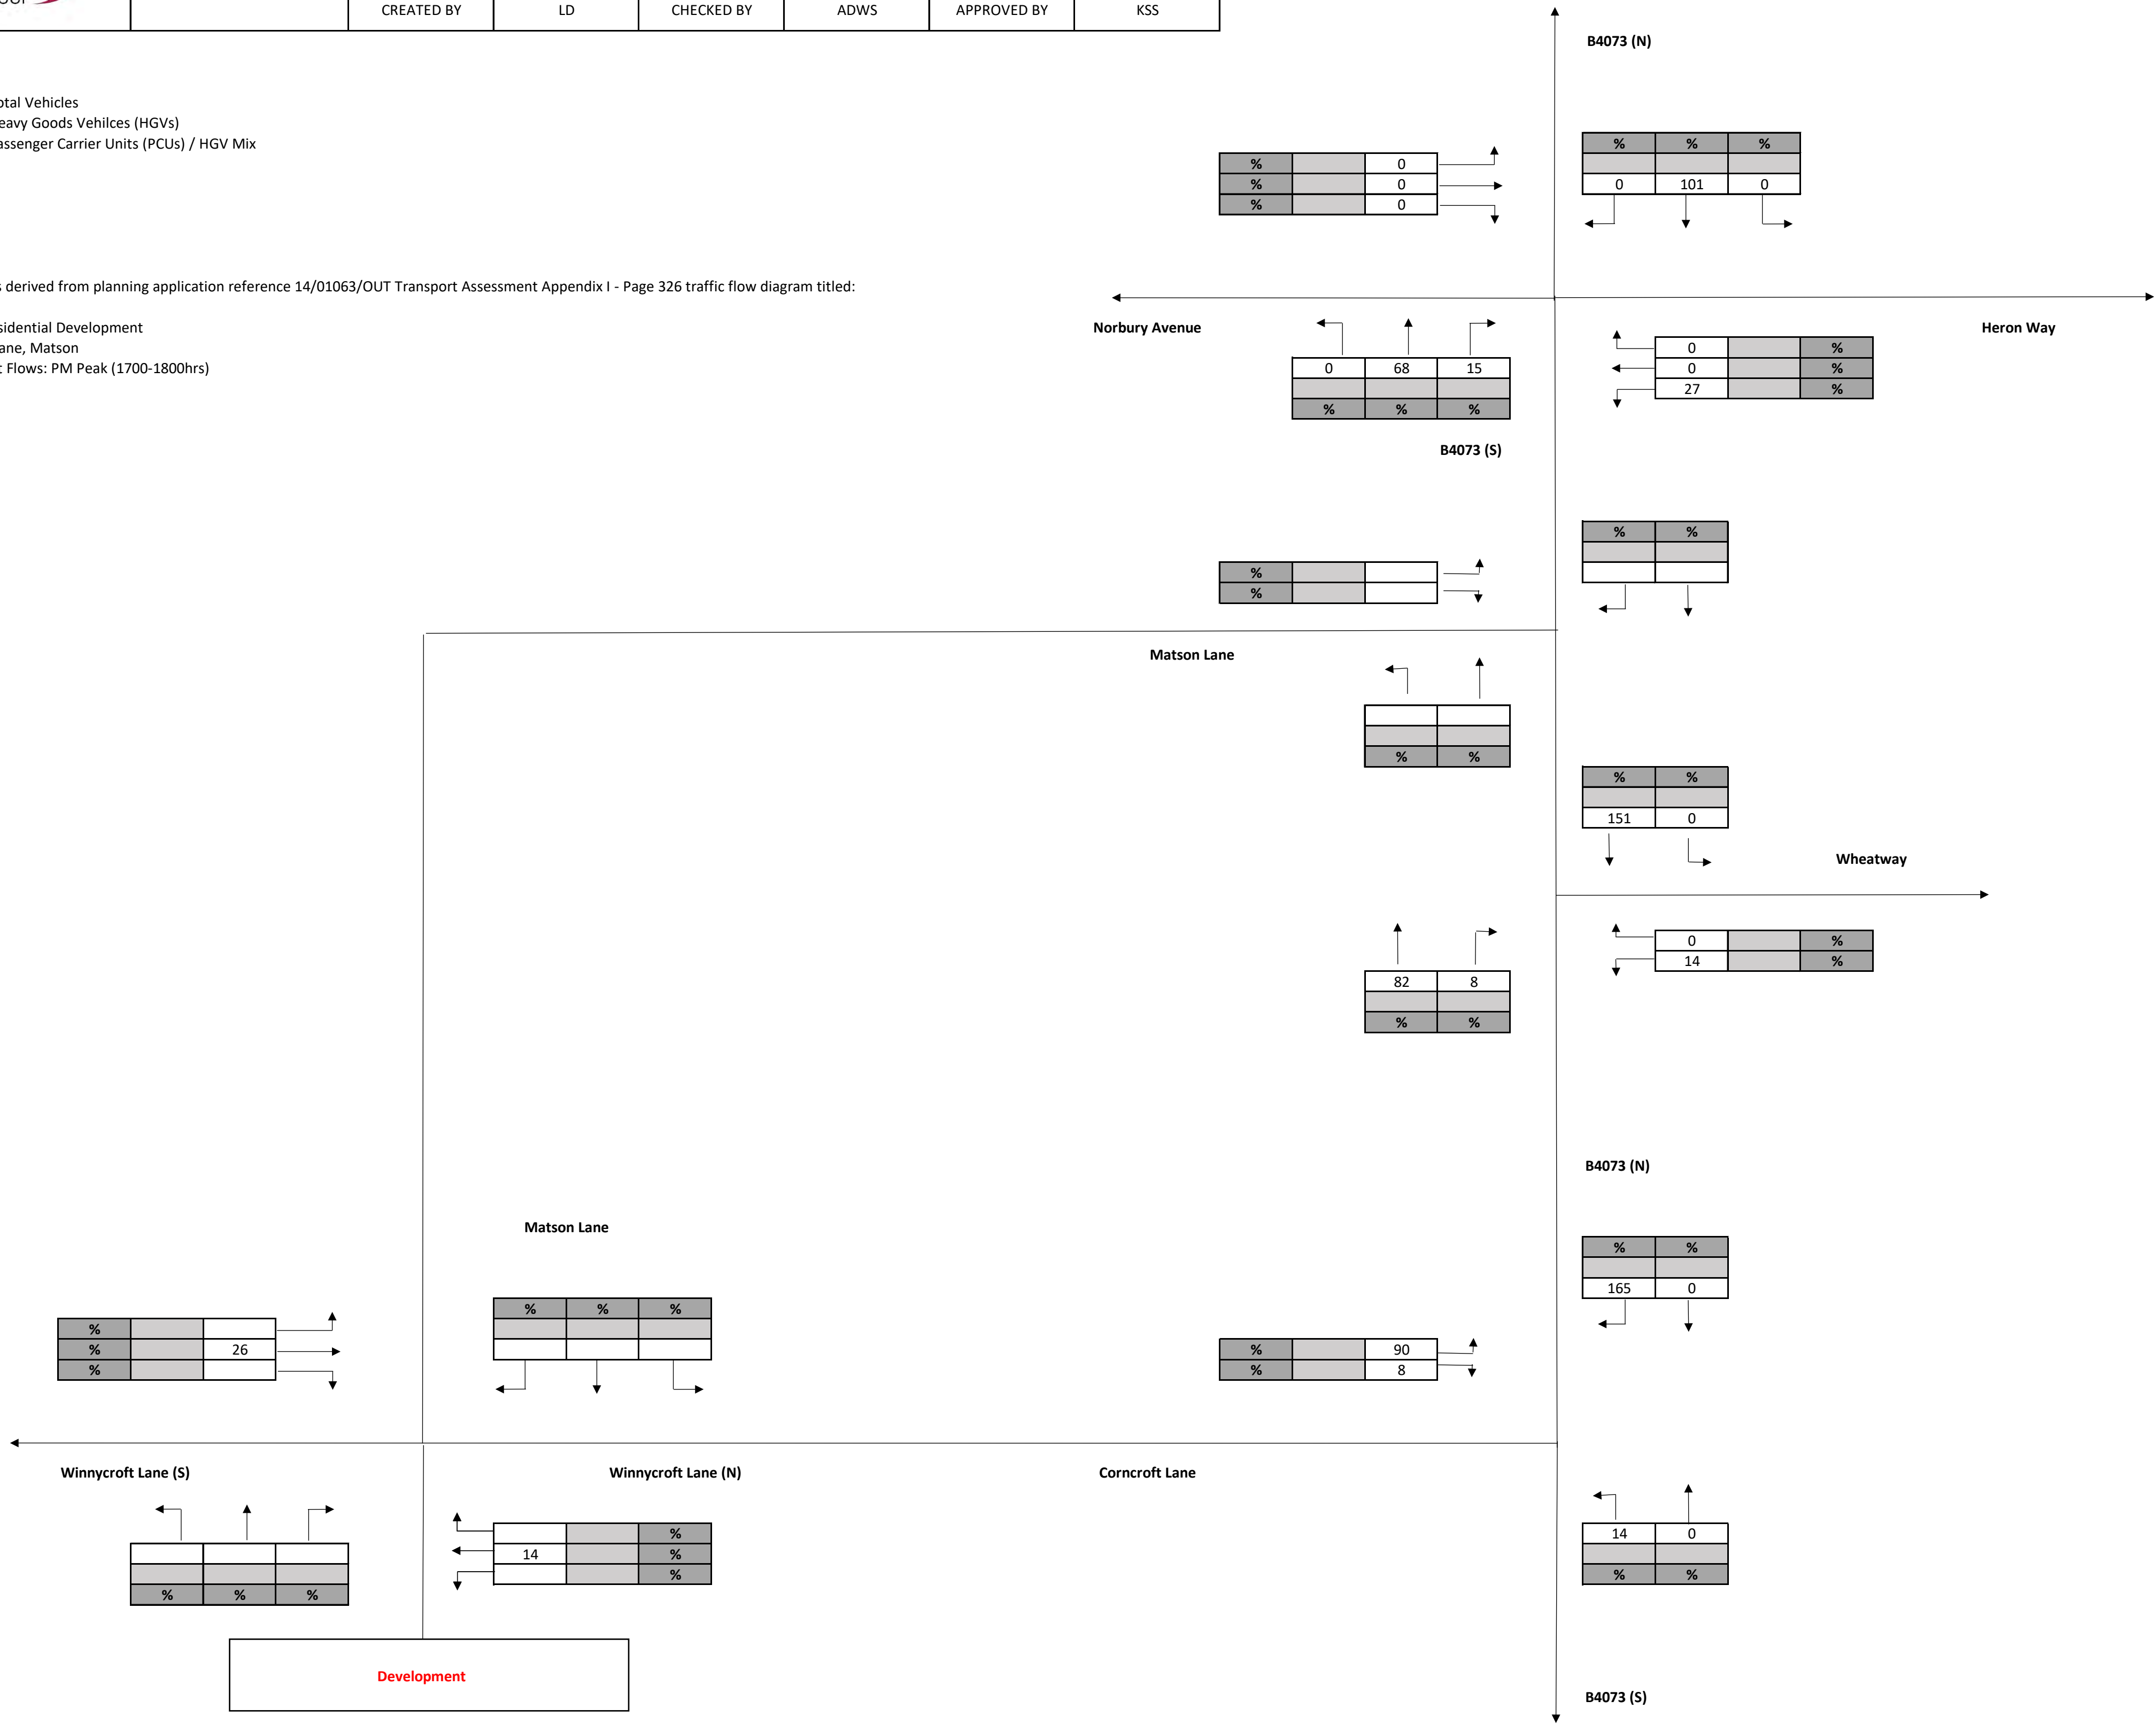 CREATED BY LD CHECKED BY ADWS APPROVED BY KSS
B4073 (N)
otal Vehicles
eavy Goods Vehilces (HGVs)
assenger Carrier Units (PCUs) / HGV Mix
% % %
0 101 0
% 0
% 0
% 0
s derived from planning application reference 14/01063/OUT Transport Assessment Appendix I - Page 326 traffic flow diagram titled:
sidential Development
ane, Matson
t Flows: PM Peak (1700-1800hrs)
Norbury Avenue
Heron Way
0 68 15
% % %
0 %
0 %
27 %
B4073 (S)
% %
%
%
Matson Lane
% %
% %
151 0
Wheatway
0 %
14 %
82 8
% %
B4073 (N)
Matson Lane
% %
165 0
% % %
%
% 26
%
% 90
% 8
Winnycroft Lane (S)
Winnycroft Lane (N)
Corncroft Lane
% % %
%
14 %
%
14 0
% %
Development
B4073 (S)